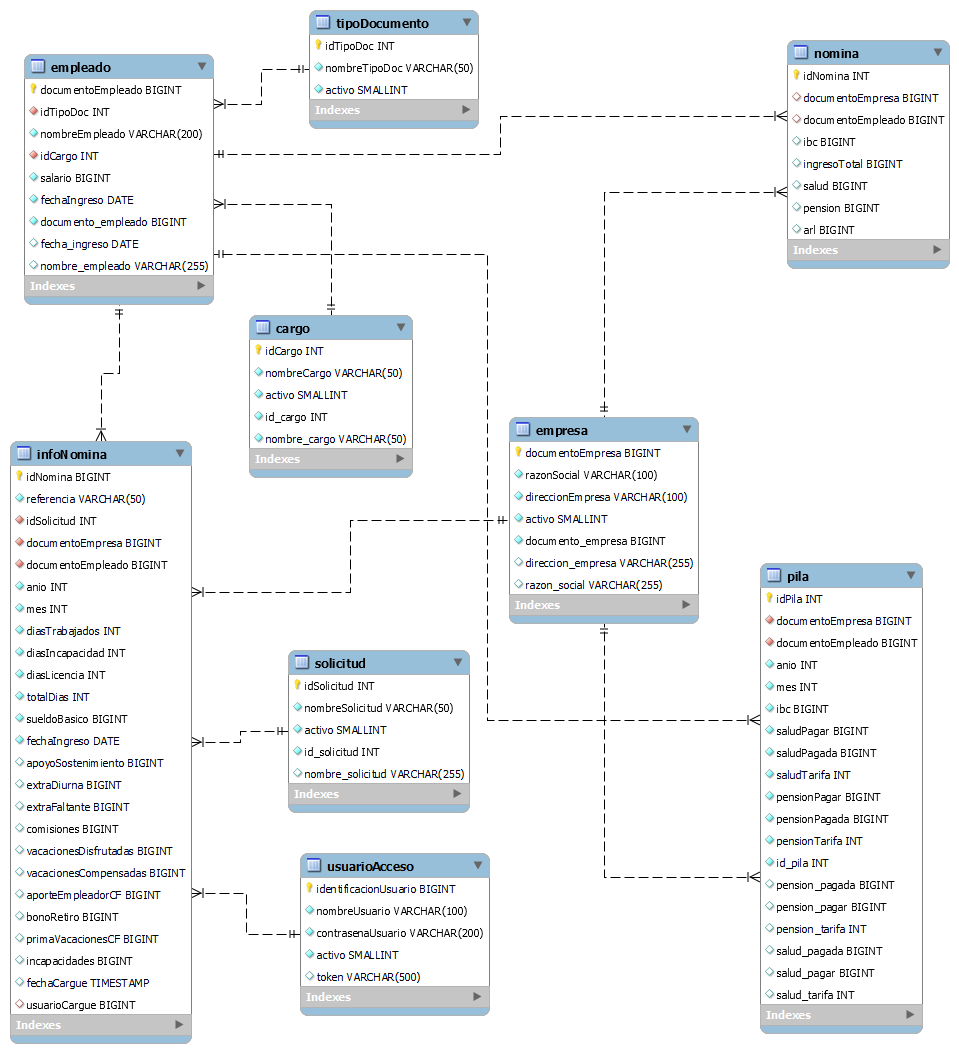 tipoDocumento
idTipoDoc INT
nombreTipoDoc VARCHAR(50)
activo SMALLINT
Indexes
empleado
documentoEmpleado BIGINT
idTipoDoc INT
nombreEmpleado VARCHAR(200)
idCargo INT
salario BIGINT
fechaIngreso DATE
documento_empleado BIGINT
fecha_ingreso DATE
nombre_empleado VARCHAR(255)
Indexes
nomina
idNomina INT
documentoEmpresa BIGINT
documentoEmpleado BIGINT
ibc BIGINT
ingresoTotal BIGINT
salud BIGINT
pension BIGINT
arl BIGINT
Indexes
cargo
idCargo INT
nombreCargo VARCHAR(50)
activo SMALLINT
id_cargo INT
nombre_cargo VARCHAR(50)
Indexes
empresa
documentoEmpresa BIGINT
razonSocial VARCHAR(100)
direccionEmpresa VARCHAR(100)
activo SMALLINT
documento_empresa BIGINT
direccion_empresa VARCHAR(255)
razon_social VARCHAR(255)
Indexes
infoNomina
idNomina BIGINT
referencia VARCHAR(50)
idSolicitud INT
documentoEmpresa BIGINT
documentoEmpleado BIGINT
anio INT
mes INT
diasTrabajados INT
diasIncapacidad INT
diasLicencia INT
totalDias INT
sueldoBasico BIGINT
fechaIngreso DATE
apoyoSostenimiento BIGINT
extraDiurna BIGINT
extraFaltante BIGINT
comisiones BIGINT
vacacionesDisfrutadas BIGINT
vacacionesCompensadas BIGINT
aporteEmpleadorCF BIGINT
bonoRetiro BIGINT
primaVacacionesCF BIGINT
incapacidades BIGINT
fechaCargue TIMESTAMP
usuarioCargue BIGINT
Indexes
pila
idPila INT
documentoEmpresa BIGINT
documentoEmpleado BIGINT
anio INT
mes INT
ibc BIGINT
saludPagar BIGINT
saludPagada BIGINT
saludTarifa INT
pensionPagar BIGINT
pensionPagada BIGINT
pensionTarifa INT
id_pila INT
pension_pagada BIGINT
pension_pagar BIGINT
pension_tarifa INT
salud_pagada BIGINT
salud_pagar BIGINT
salud_tarifa INT
Indexes
solicitud
idSolicitud INT
nombreSolicitud VARCHAR(50)
activo SMALLINT
id_solicitud INT
nombre_solicitud VARCHAR(255)
Indexes
usuarioAcceso
identificacionUsuario BIGINT
nombreUsuario VARCHAR(100)
contrasenaUsuario VARCHAR(200)
activo SMALLINT
token VARCHAR(500)
Indexes